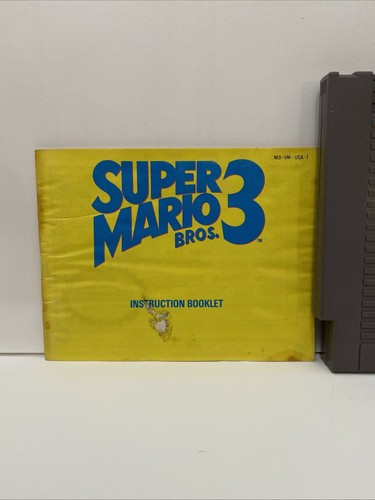 NES-UM-USA-1
SUPER
MARIO
BROS. 3 ™
INSTRUCTION BOOKLET